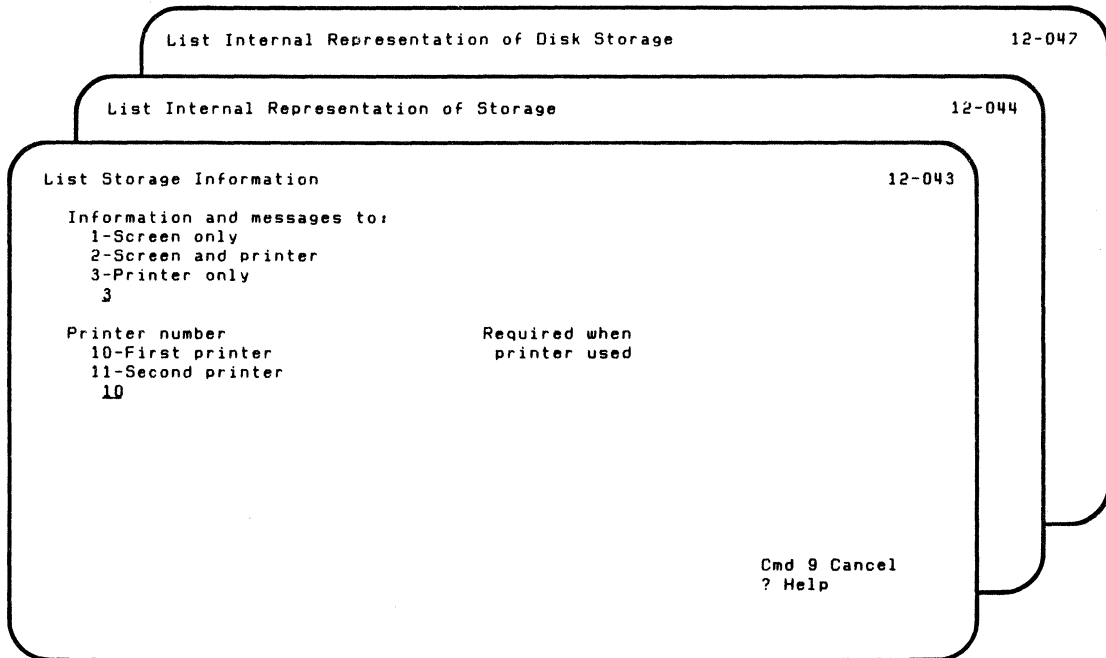 List Internal Representation of Disk Storage 12-047
List Internal Representation of Storage 12-044
List Storage Information 12-043
Information and messages to:
1-Screen only
2-Screen and printer
3-Printer only
3
Printer number Required when
10-First printer printer used
11-Second printer
10
Cmd 9 Cancel
? Help